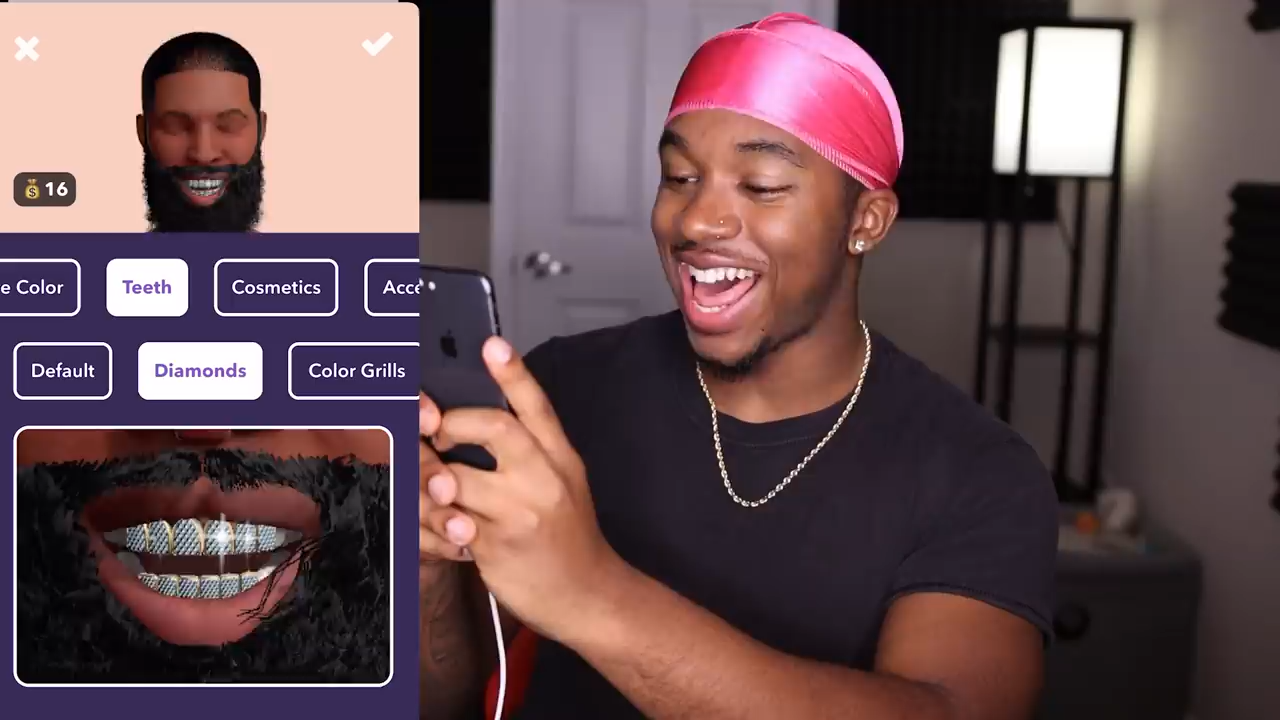 16
e Color
Teeth
Cosmetics
Acce
Default
Diamonds
Color Grills